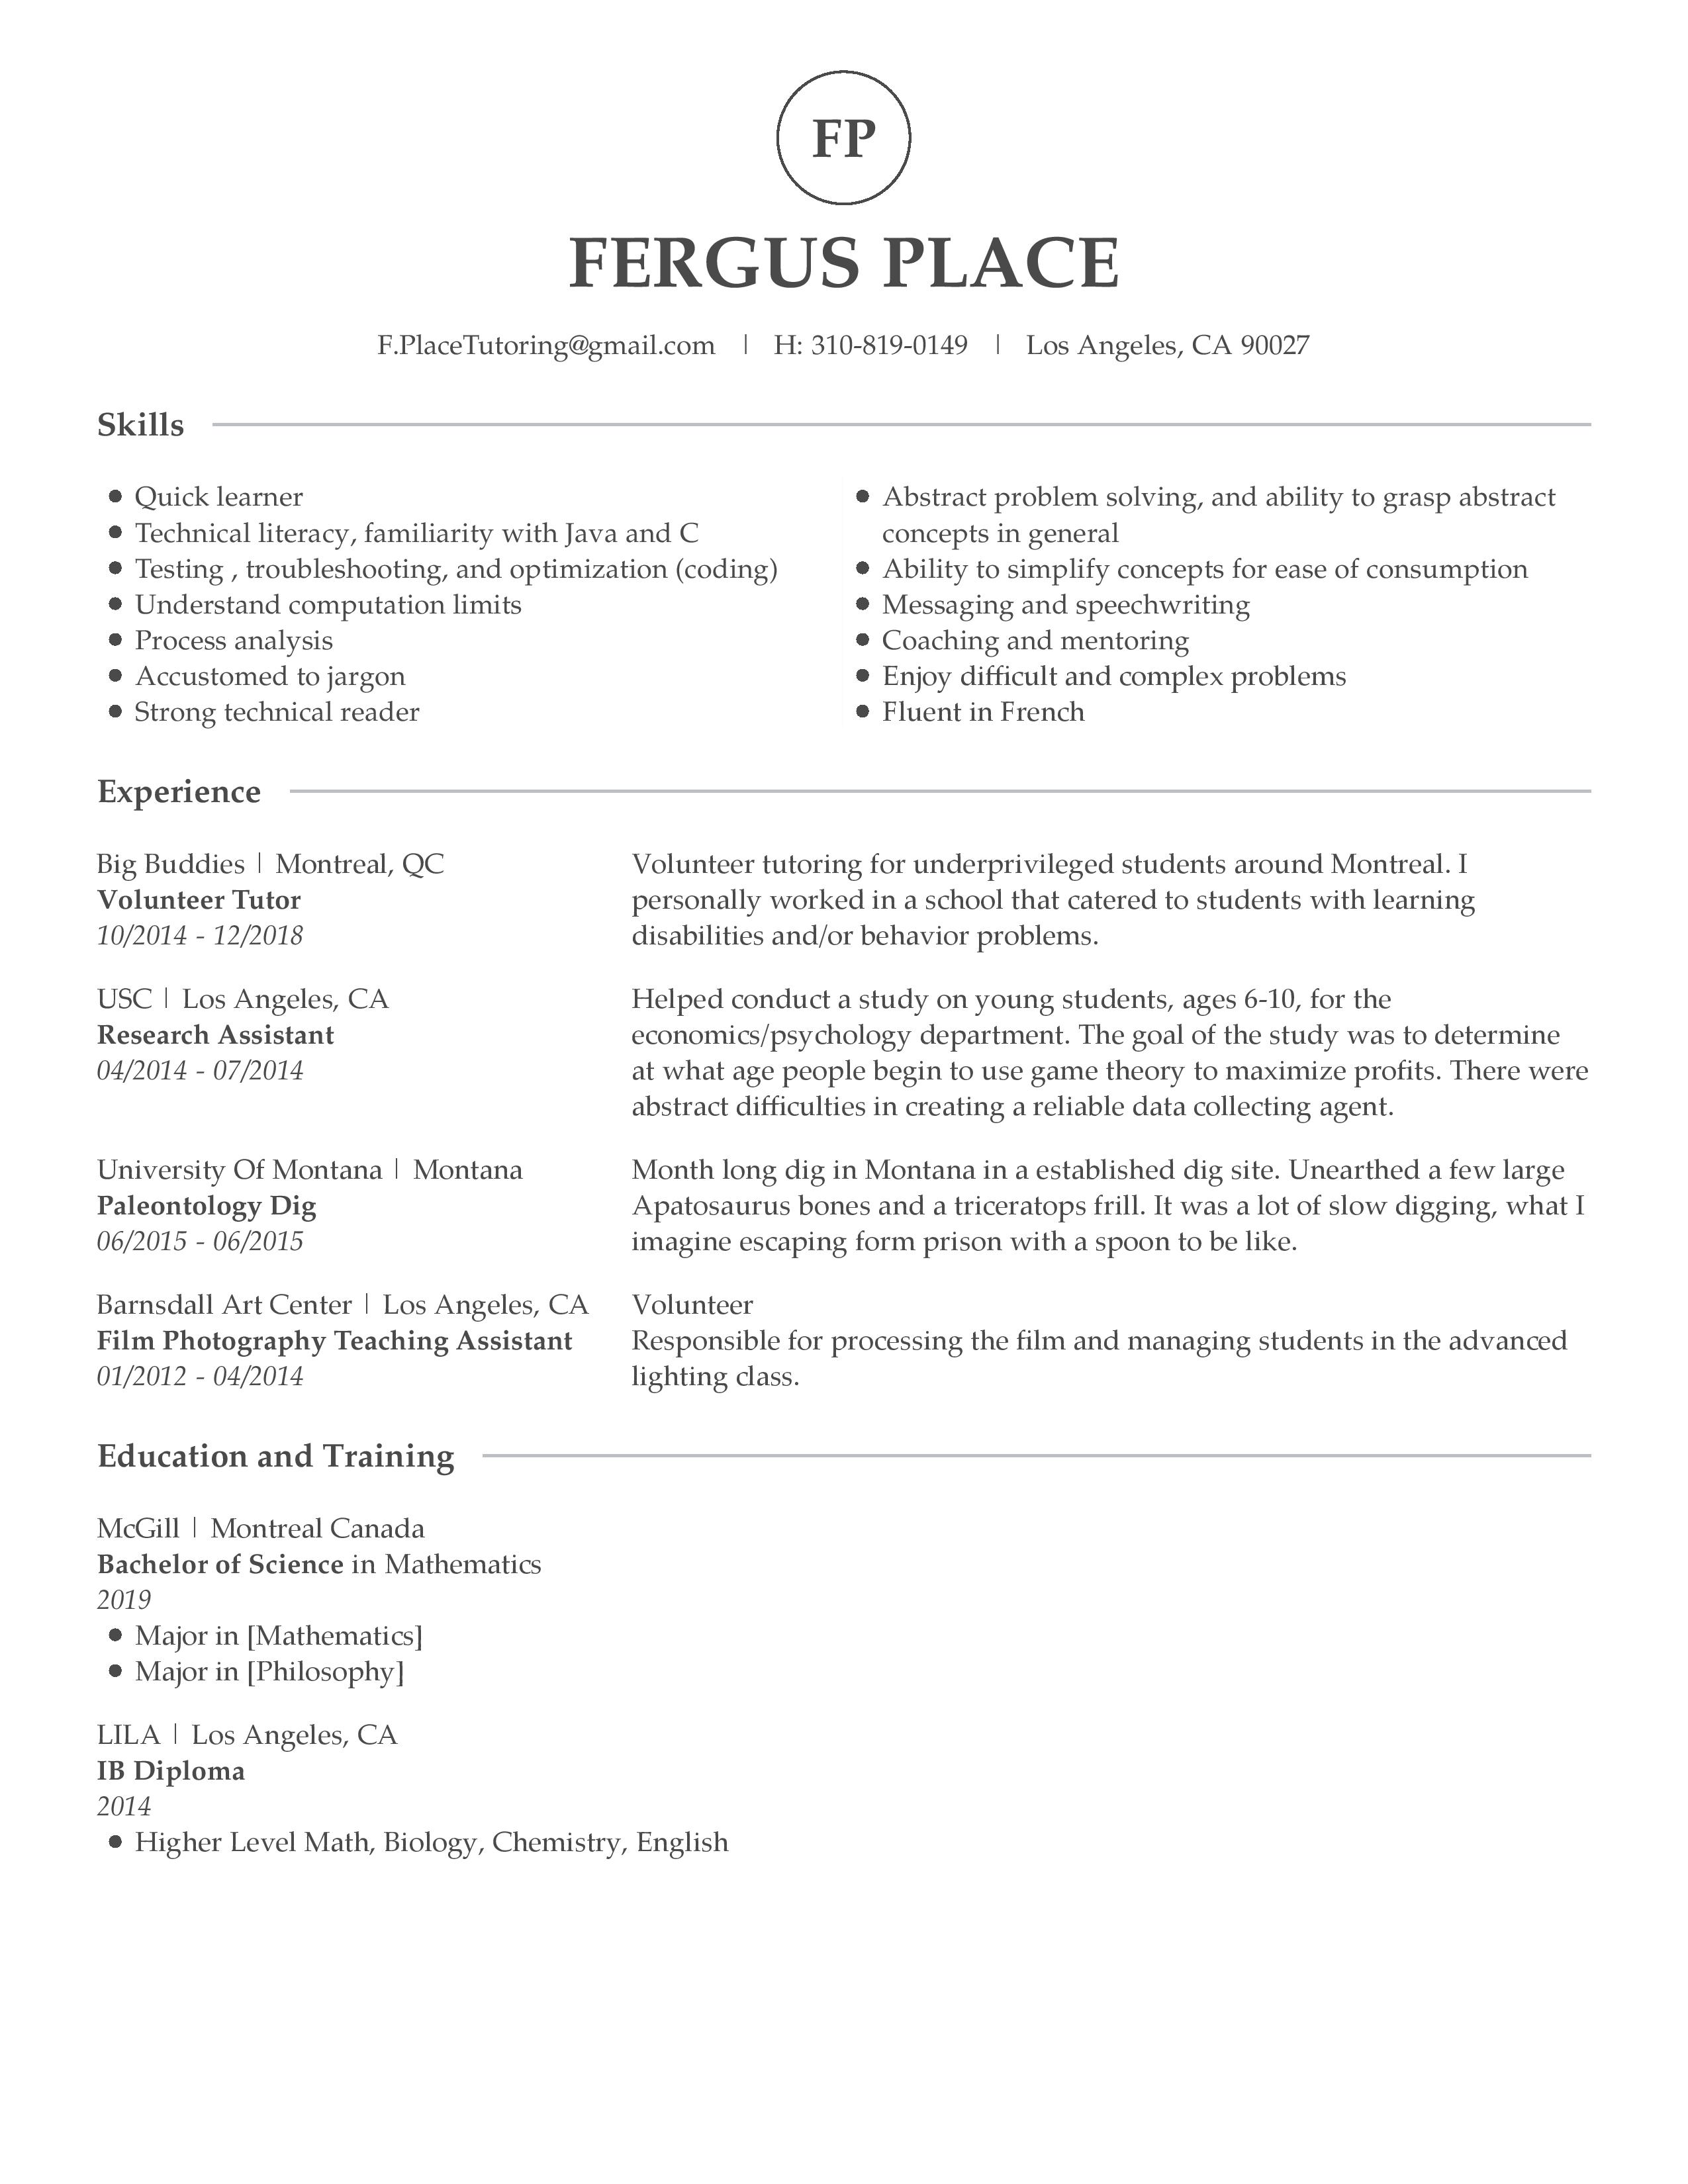 FP
FERGUS PLACE
F.PlaceTutoring@gmail.com | H: 310-819-0149 | Los Angeles, CA 90027
Skills
• Quick learner
• Technical literacy, familiarity with Java and C
• Testing , troubleshooting, and optimization (coding)
• Understand computation limits
• Process analysis
• Accustomed to jargon
• Strong technical reader
• Abstract problem solving, and ability to grasp abstract
concepts in general
• Ability to simplify concepts for ease of consumption
• Messaging and speechwriting
• Coaching and mentoring
• Enjoy difficult and complex problems
• Fluent in French
Experience
Big Buddies | Montreal, QC
Volunteer Tutor
10/2014 - 12/2018
Volunteer tutoring for underprivileged students around Montreal. I
personally worked in a school that catered to students with learning
disabilities and/or behavior problems.
USC | Los Angeles, CA
Research Assistant
04/2014 - 07/2014
Helped conduct a study on young students, ages 6-10, for the
economics/psychology department. The goal of the study was to determine
at what age people begin to use game theory to maximize profits. There were
abstract difficulties in creating a reliable data collecting agent.
University Of Montana | Montana
Paleontology Dig
06/2015 - 06/2015
Month long dig in Montana in a established dig site. Unearthed a few large
Apatosaurus bones and a triceratops frill. It was a lot of slow digging, what I
imagine escaping form prison with a spoon to be like.
Barnsdall Art Center | Los Angeles, CA
Film Photography Teaching Assistant
01/2012 - 04/2014
Volunteer
Responsible for processing the film and managing students in the advanced
lighting class.
Education and Training
McGill | Montreal Canada
Bachelor of Science in Mathematics
2019
• Major in [Mathematics]
• Major in [Philosophy]
LILA | Los Angeles, CA
IB Diploma
2014
• Higher Level Math, Biology, Chemistry, English